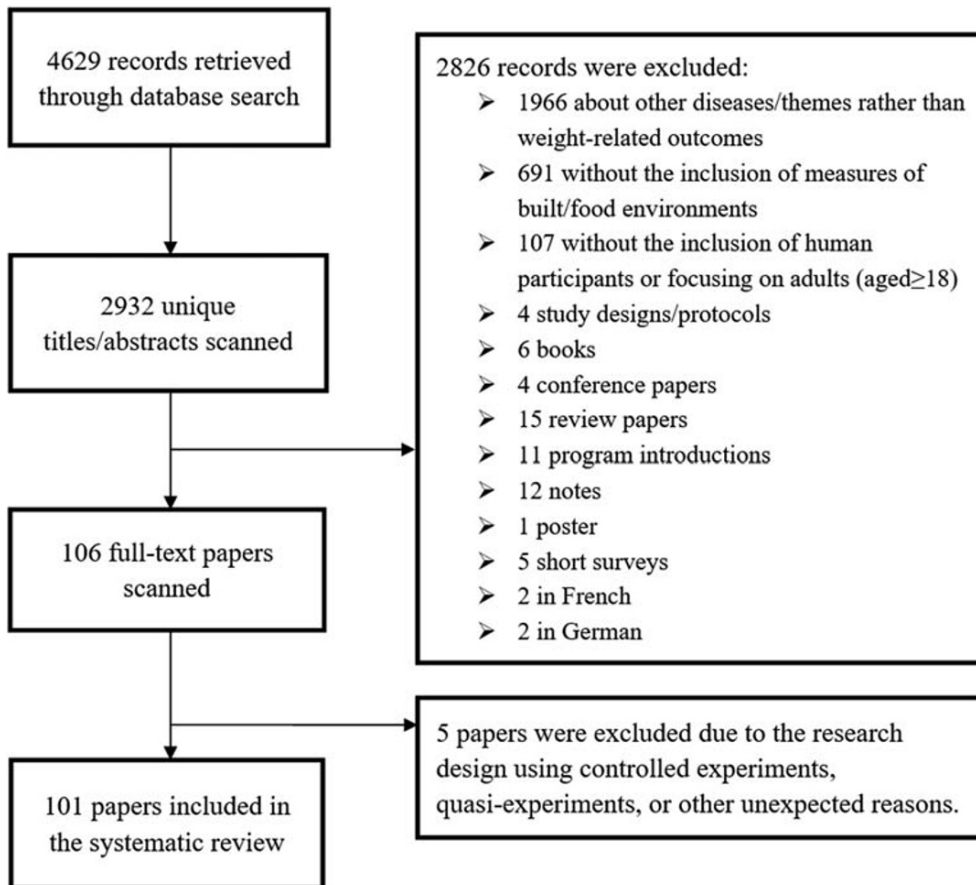 4629 records retrieved
through database search
2932 unique
titles/abstracts scanned
106 full-text papers
scanned
101 papers included in
the systematic review
2826 records were excluded:
➢ 1966 about other diseases/themes rather than
weight-related outcomes
➢ 691 without the inclusion of measures of
built/food environments
➢ 107 without the inclusion of human
participants or focusing on adults (aged≥18)
➢ 4 study designs/protocols
➢ 6 books
➢ 4 conference papers
➢ 15 review papers
➢ 11 program introductions
➢ 12 notes
➢ 1 poster
➢ 5 short surveys
➢ 2 in French
➢ 2 in German
5 papers were excluded due to the research
design using controlled experiments,
quasi-experiments, or other unexpected reasons.